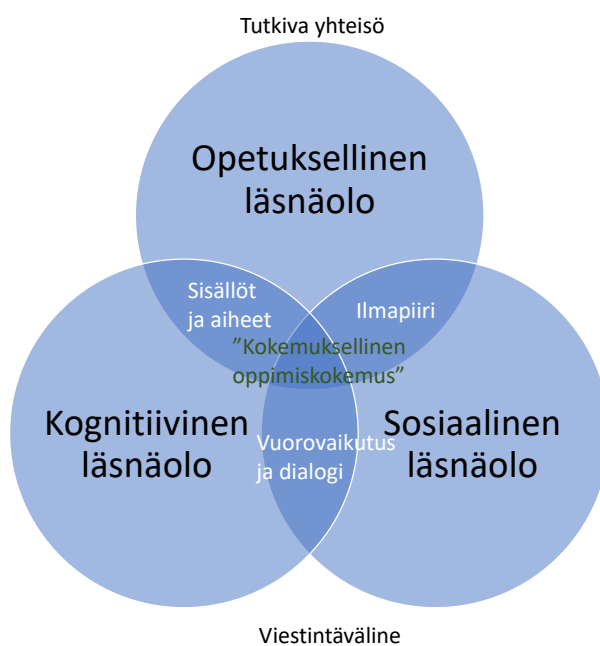 Tutkiva yhteisö
Opetuksellinen
läsnäolo
Sisällöt
ja aiheet
Ilmapiiri
”Kokemuksellinen
oppimiskokemus”
Kognitiivinen
läsnäolo
Vuorovaikutus
ja dialogi
Sosiaalinen
läsnäolo
Viestintäväline